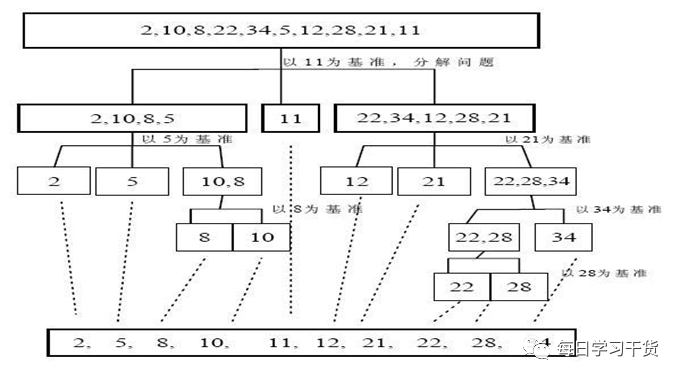 2,10,8,22,34,5,12,28,21,11
以11为基准，分解问题
2,10,8,5
11
22,34,12,28,21
以5为基准
以21为基准
2
5
10,8
12
21
22,28,34
以8为基准
以34为基准
8
10
22,28
34
以28为基准
22
28
2, 5, 8, 10, 11, 12, 21, 22, 28,
每日学习干货